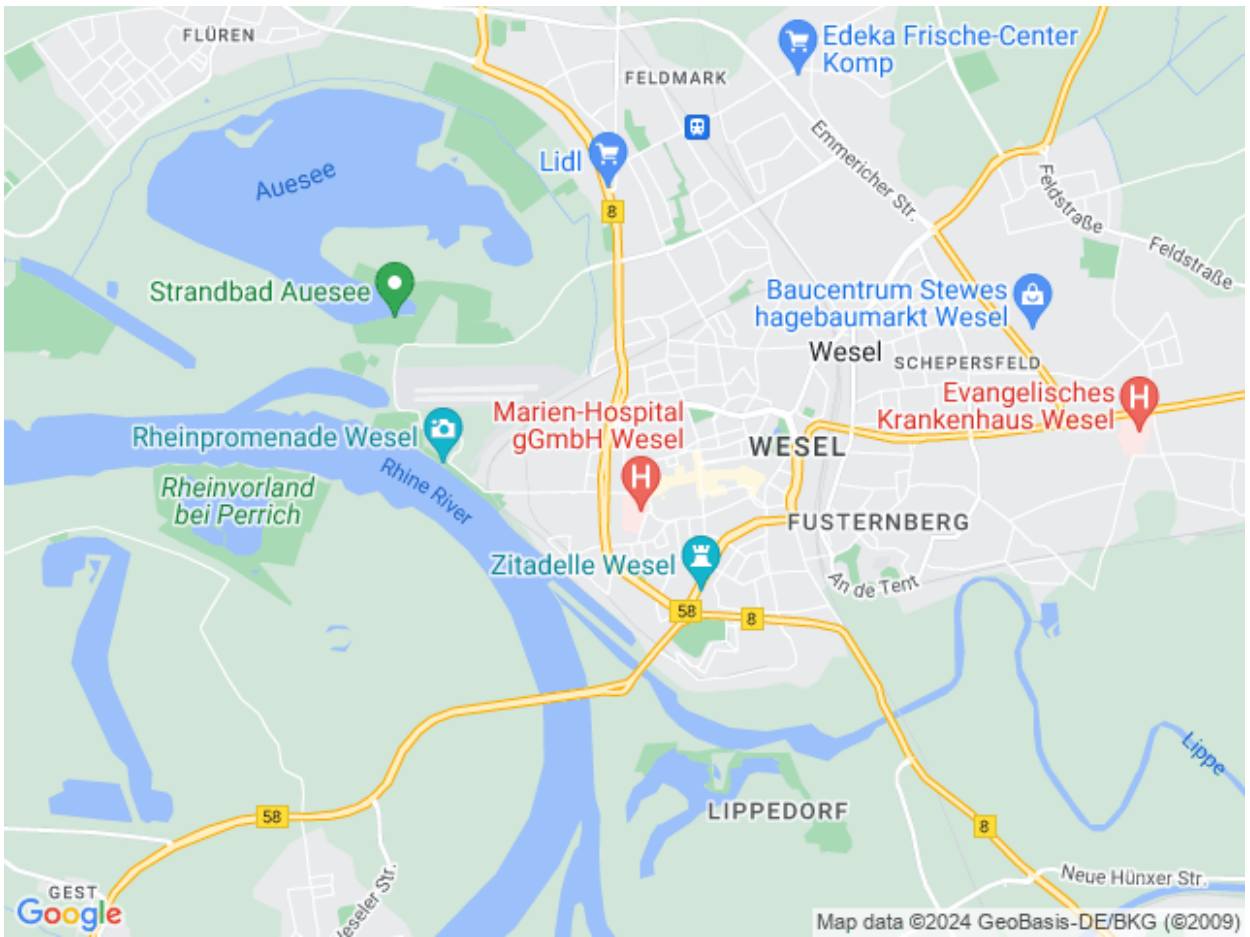 FLÜREN
Edeka Frische-Center
Komp
FELDMARK
Emmericher Str.
Lidl
Auesee
8
Feldstraße
Feldstraße
Strandbad Auesee
Baucentrum Stewes
hagebaumarkt Wesel
Wesel
SCHEPERSFELD
Evangelisches
Krankenhaus Wesel
H
Marien-Hospital
gGmbH Wesel
H
Rheinpromenade Wesel
WESEL
Rhine River
Rheinvorland
bei Perrich
FUSTERNBERG
Zitadelle Wesel
An de Tent
58
8
Lippe
LIPPEDORF
58
8
Neue Hünxer Str.
GEST
eseler Str.
Google
Map data ©2024 GeoBasis-DE/BKG (©2009)